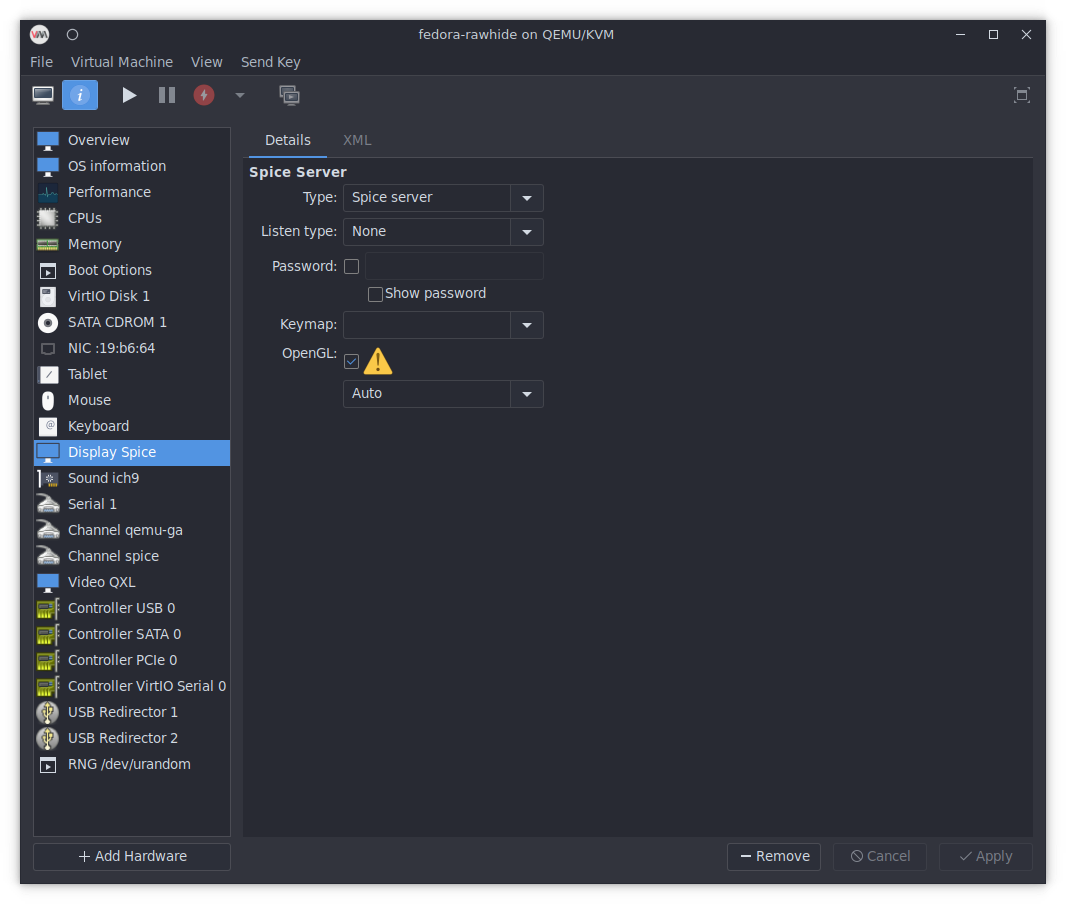 fedora-rawhide on QEMU/KVM
File Virtual Machine View Send Key
Overview
OS information
Performance
CPUs
Memory
Boot Options
VirtIO Disk 1
SATA CDROM 1
NIC :19:b6:64
Tablet
Mouse
Keyboard
Display Spice
Sound ich9
Serial 1
Channel qemu-ga
Channel spice
Video QXL
Controller USB 0
Controller SATA 0
Controller PCIe 0
Controller VirtIO Serial 0
USB Redirector 1
USB Redirector 2
RNG /dev/urandom
Add Hardware
Details XML
Spice Server
Type: Spice server
Listen type: None
Password:
Show password
Keymap:
OpenGL:
Auto
Remove Cancel Apply